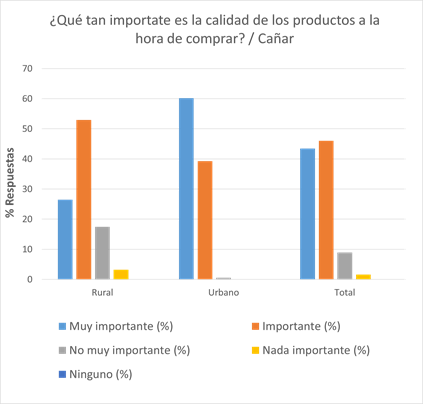 ¿Qué tan importate es la calidad de los productos a la
hora de comprar? / Cañar
70
60
50
40
30
20
10
0
% Respuestas
Rural Urbano Total
Muy importante (%) Importante (%)
No muy importante (%) Nada importante (%)
Ninguno (%)